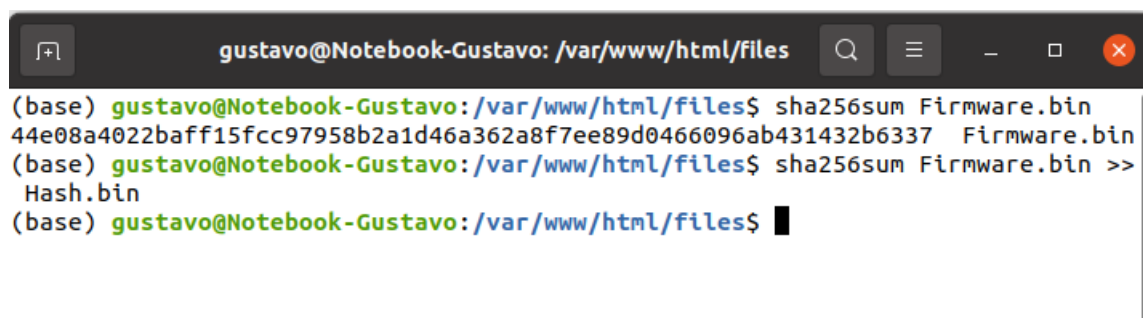 gustavo@Notebook-Gustavo: /var/www/html/files
(base) gustavo@Notebook-Gustavo:/var/www/html/files$ sha256sum Firmware.bin
44e08a4022baff15fcc97958b2a1d46a362a8f7ee89d0466096ab431432b6337  Firmware.bin
(base) gustavo@Notebook-Gustavo:/var/www/html/files$ sha256sum Firmware.bin >>
 Hash.bin
(base) gustavo@Notebook-Gustavo:/var/www/html/files$